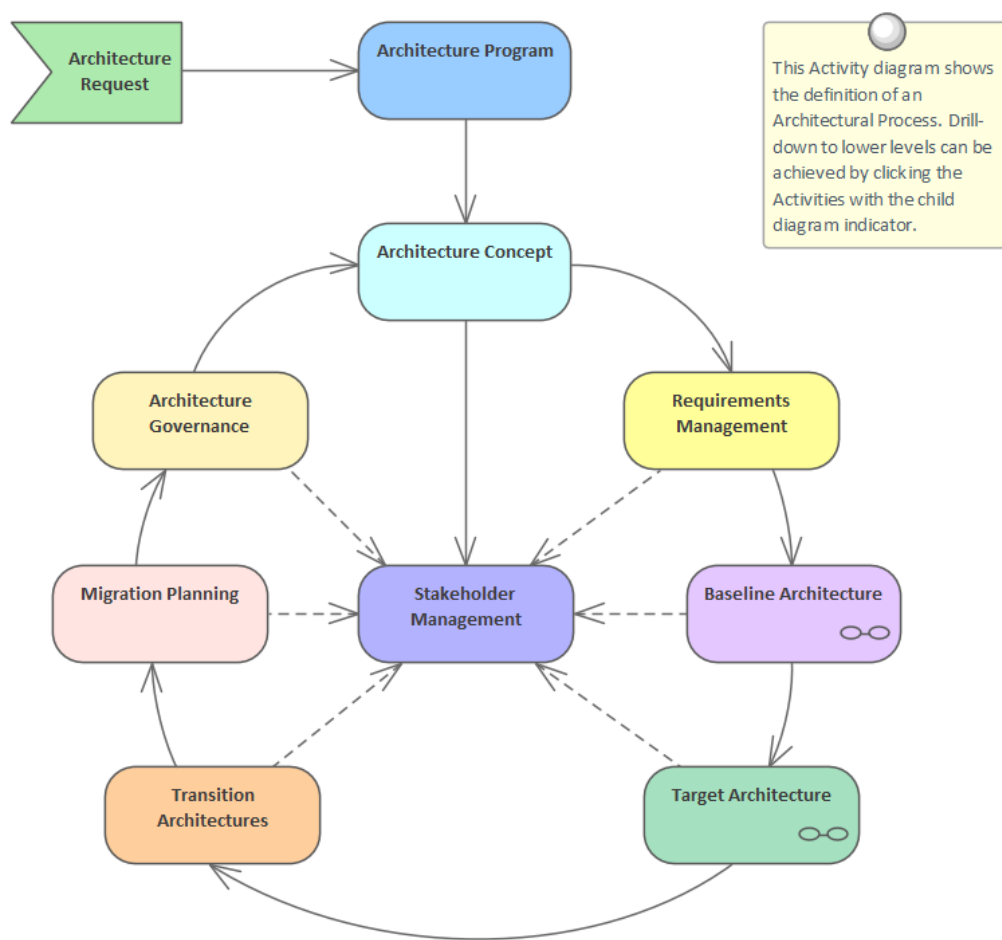 Architecture
Request
Architecture Program
This Activity diagram shows
the definition of an
Architectural Process. Drill-
down to lower levels can be
achieved by clicking the
Activities with the child
diagram indicator.
Architecture Concept
Architecture
Governance
Requirements
Management
Migration Planning
Stakeholder
Management
Baseline Architecture
Transition
Architectures
Target Architecture